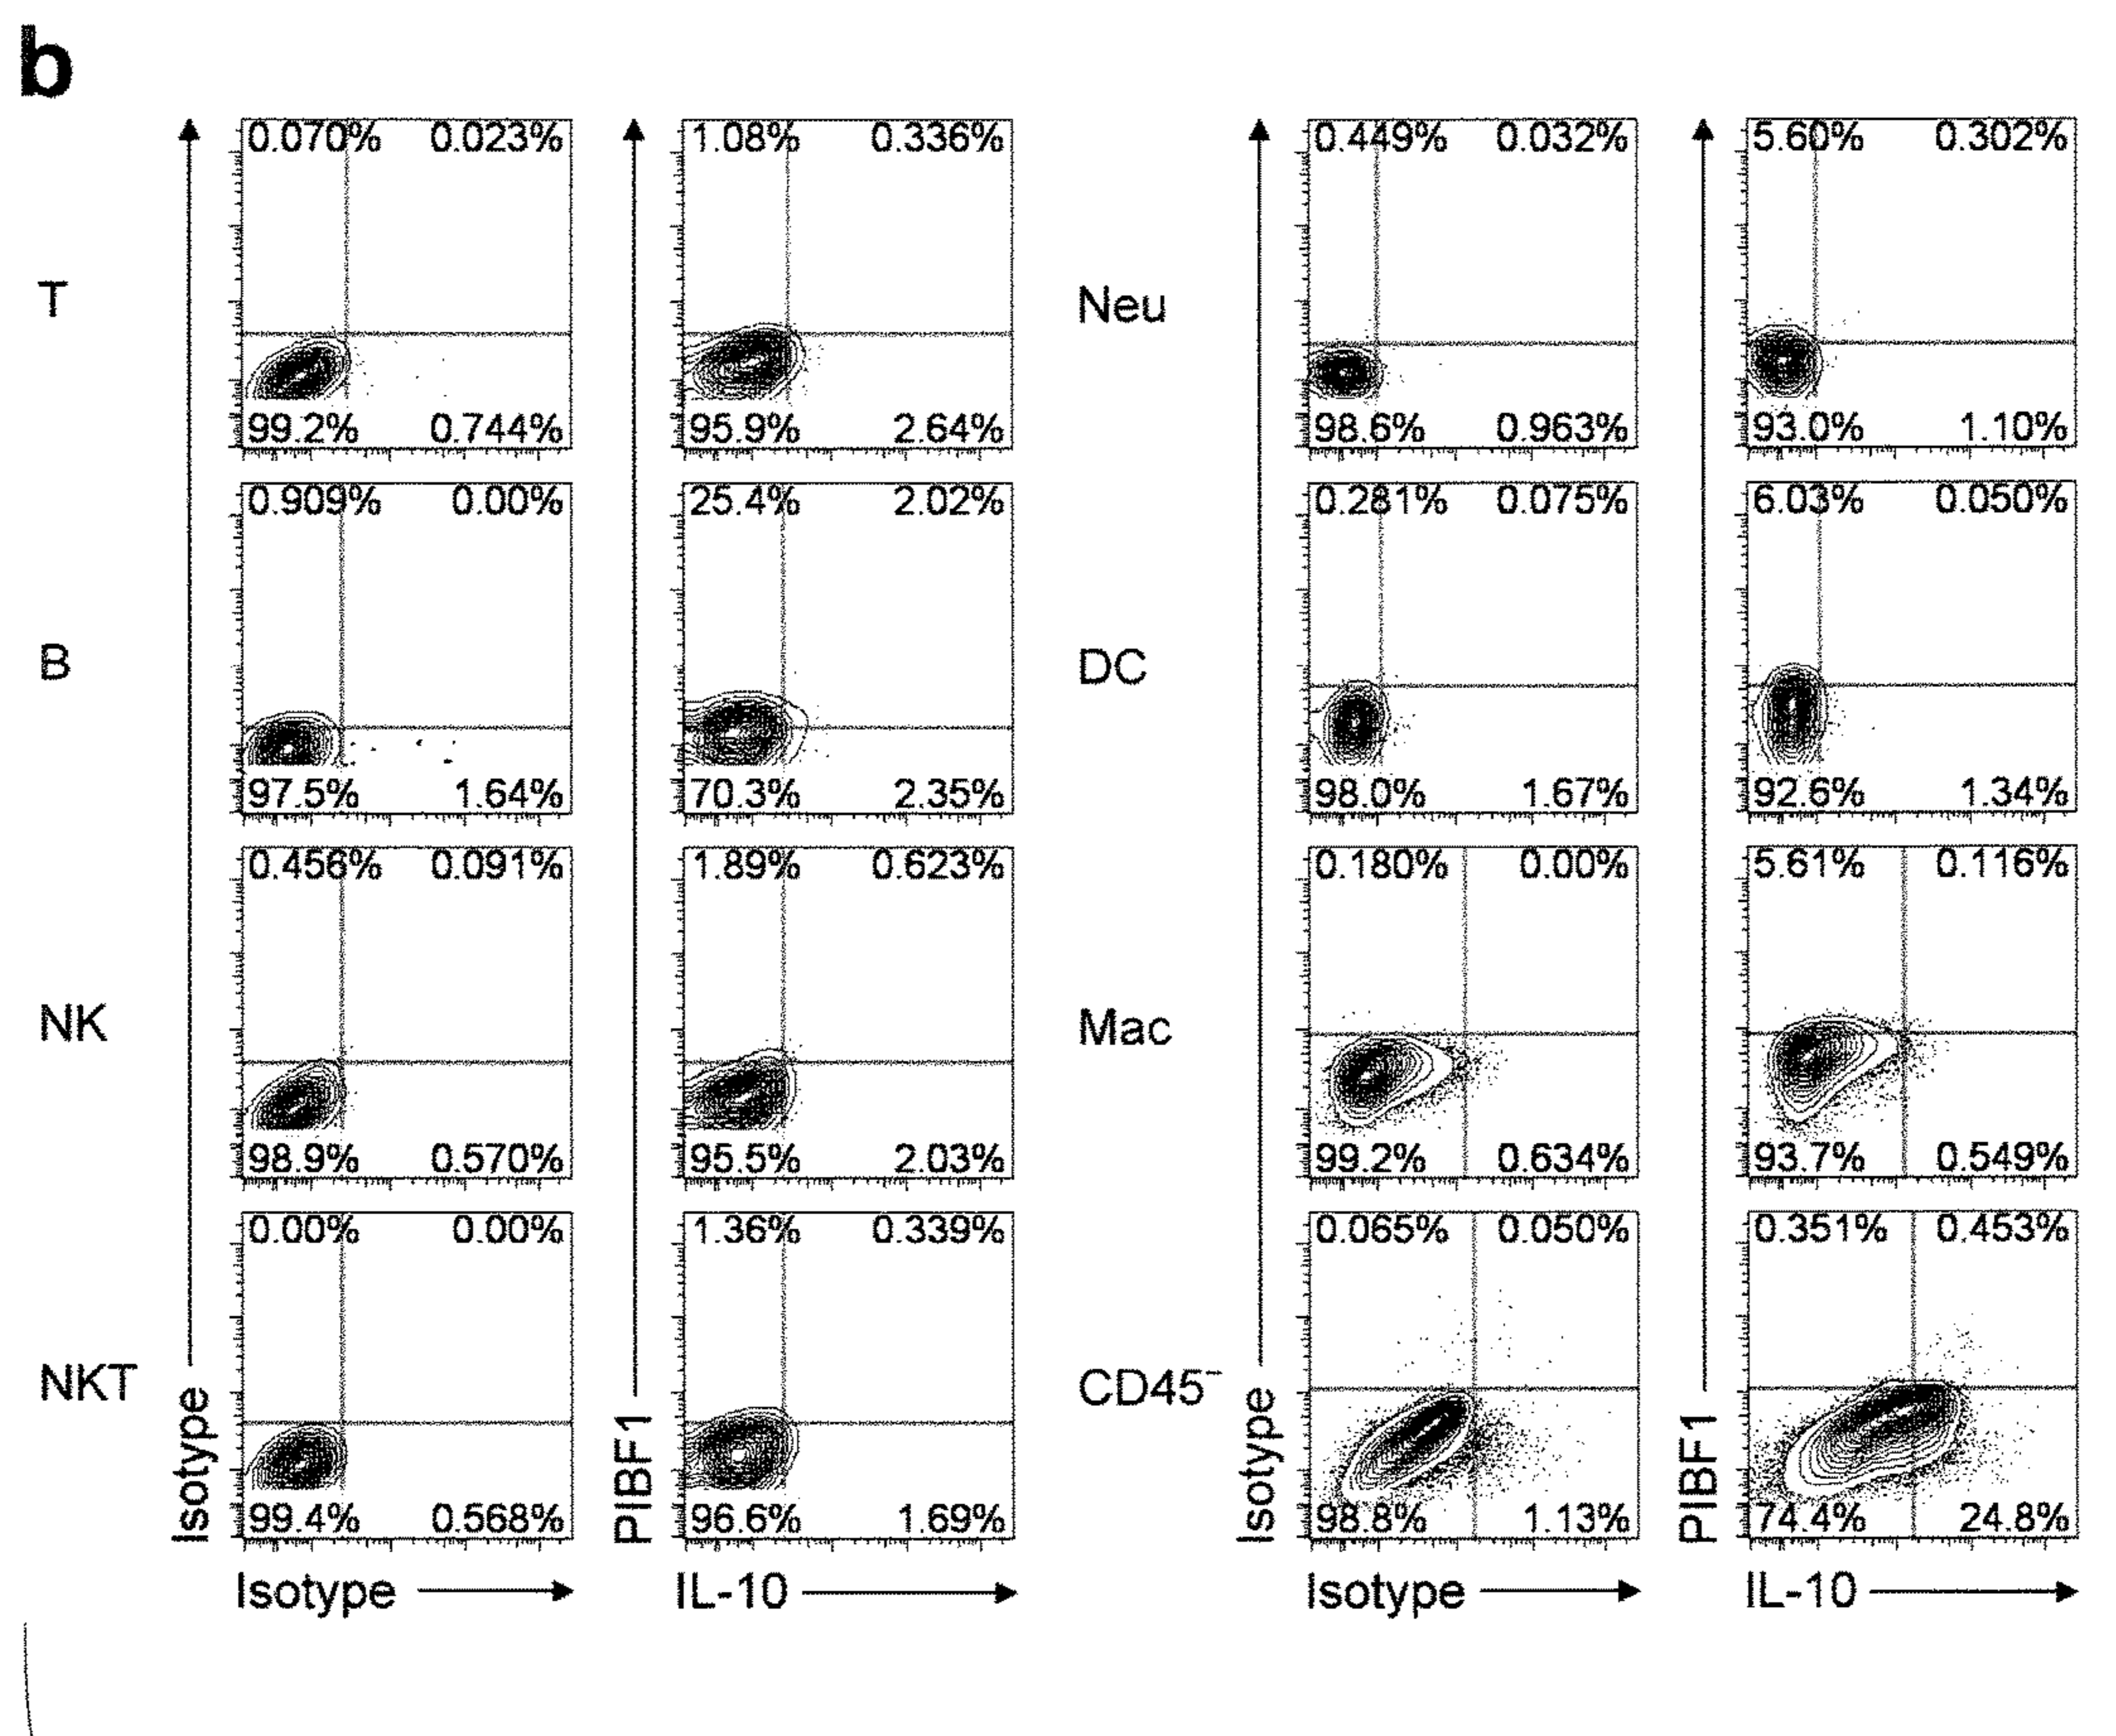 b
T
0.070% 0.023%
99.2% 0.744%
1.08% 0.336%
95.9% 2.64%
Neu
0.449% 0.032%
98.6% 0.963%
5.60% 0.302%
93.0% 1.10%
B
0.909% 0.00%
97.5% 1.64%
25.4% 2.02%
70.3% 2.35%
DC
0.281% 0.075%
98.0% 1.67%
6.03% 0.050%
92.6% 1.34%
NK
0.456% 0.091%
98.9% 0.570%
1.89% 0.623%
95.5% 2.03%
Mac
0.180% 0.00%
99.2% 0.634%
5.61% 0.116%
93.7% 0.549%
NKT
0.00% 0.00%
99.4% 0.568%
1.36% 0.339%
96.6% 1.69%
CD45⁻
0.065% 0.050%
98.8% 1.13%
0.351% 0.453%
74.4% 24.8%
Isotype
PIBF1
Isotype
PIBF1
Isotype
IL-10
Isotype
IL-10